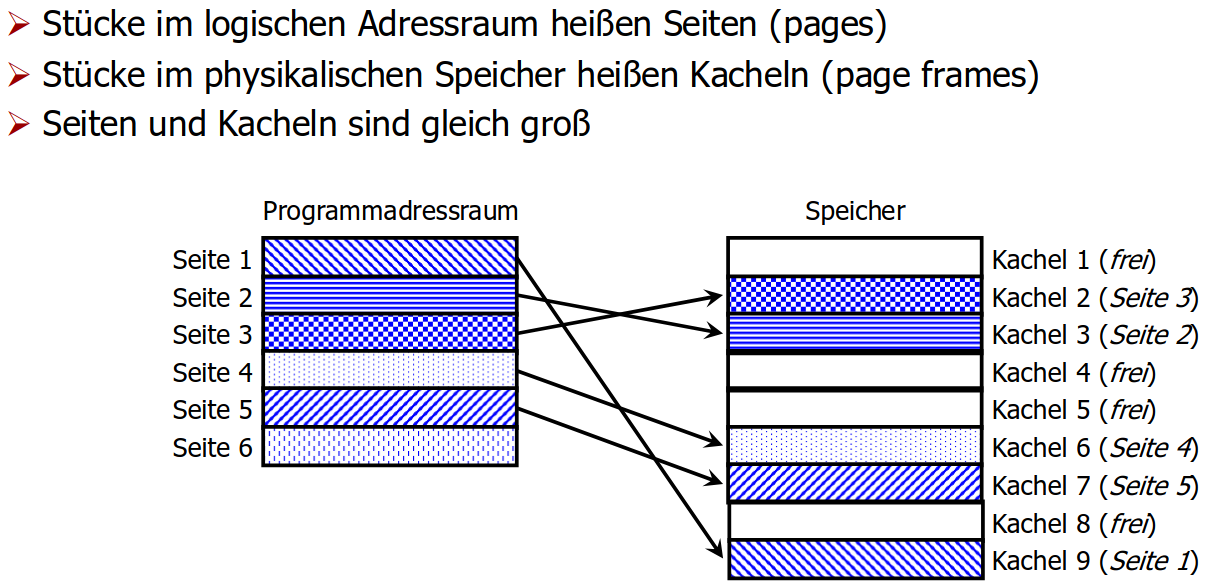 Stücke im logischen Adressraum heißen Seiten (pages)
Stücke im physikalischen Speicher heißen Kacheln (page frames)
Seiten und Kacheln sind gleich groß
Programmadressraum
Seite 1
Seite 2
Seite 3
Seite 4
Seite 5
Seite 6
Speicher
Kachel 1 (frei)
Kachel 2 (Seite 3)
Kachel 3 (Seite 2)
Kachel 4 (frei)
Kachel 5 (frei)
Kachel 6 (Seite 4)
Kachel 7 (Seite 5)
Kachel 8 (frei)
Kachel 9 (Seite 1)